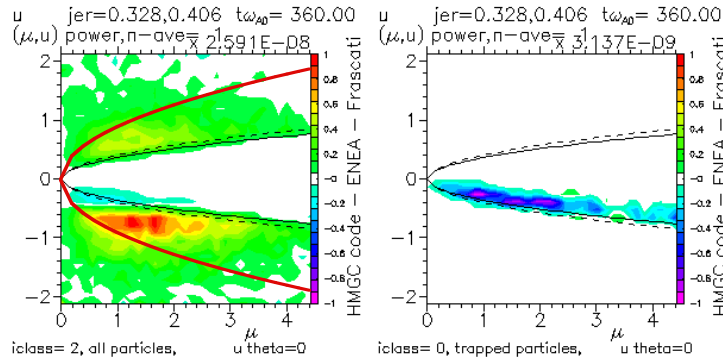 u jer=0.328,0.406 tωA0= 360.00
(μ,u) power,n-ave= 1
x 2.591E-08
2
1
0
-1
-2
0 1 2 3 4
μ
1
0.8
0.6
0.4
0.2
-0
-0.2
-0.4
-0.6
-0.8
-1
HMGC code - ENEA - Frascati
iclass= 2, all particles, u theta=0
u jer=0.328,0.406 tωA0= 360.00
(μ,u) power,n-ave= 1
x 3.137E-09
2
1
0
-1
-2
0 1 2 3 4
μ
1
0.8
0.6
0.4
0.2
-0
-0.2
-0.4
-0.6
-0.8
-1
HMGC code - ENEA - Frascati
iclass= 0, trapped particles, u theta=0